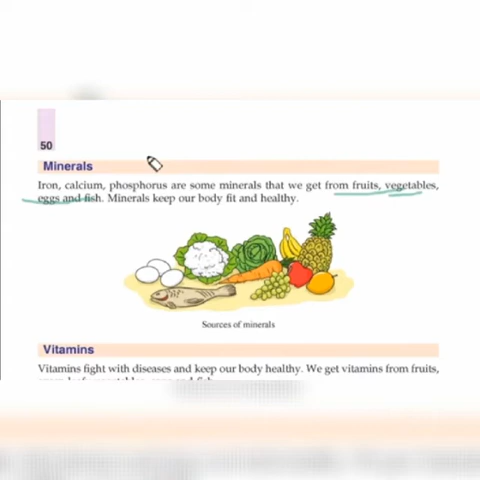 50
Minerals
Iron, calcium, phosphorus are some minerals that we get from fruits, vegetables,
eggs and fish. Minerals keep our body fit and healthy.
Sources of minerals
Vitamins
Vitamins fight with diseases and keep our body healthy. We get vitamins from fruits,